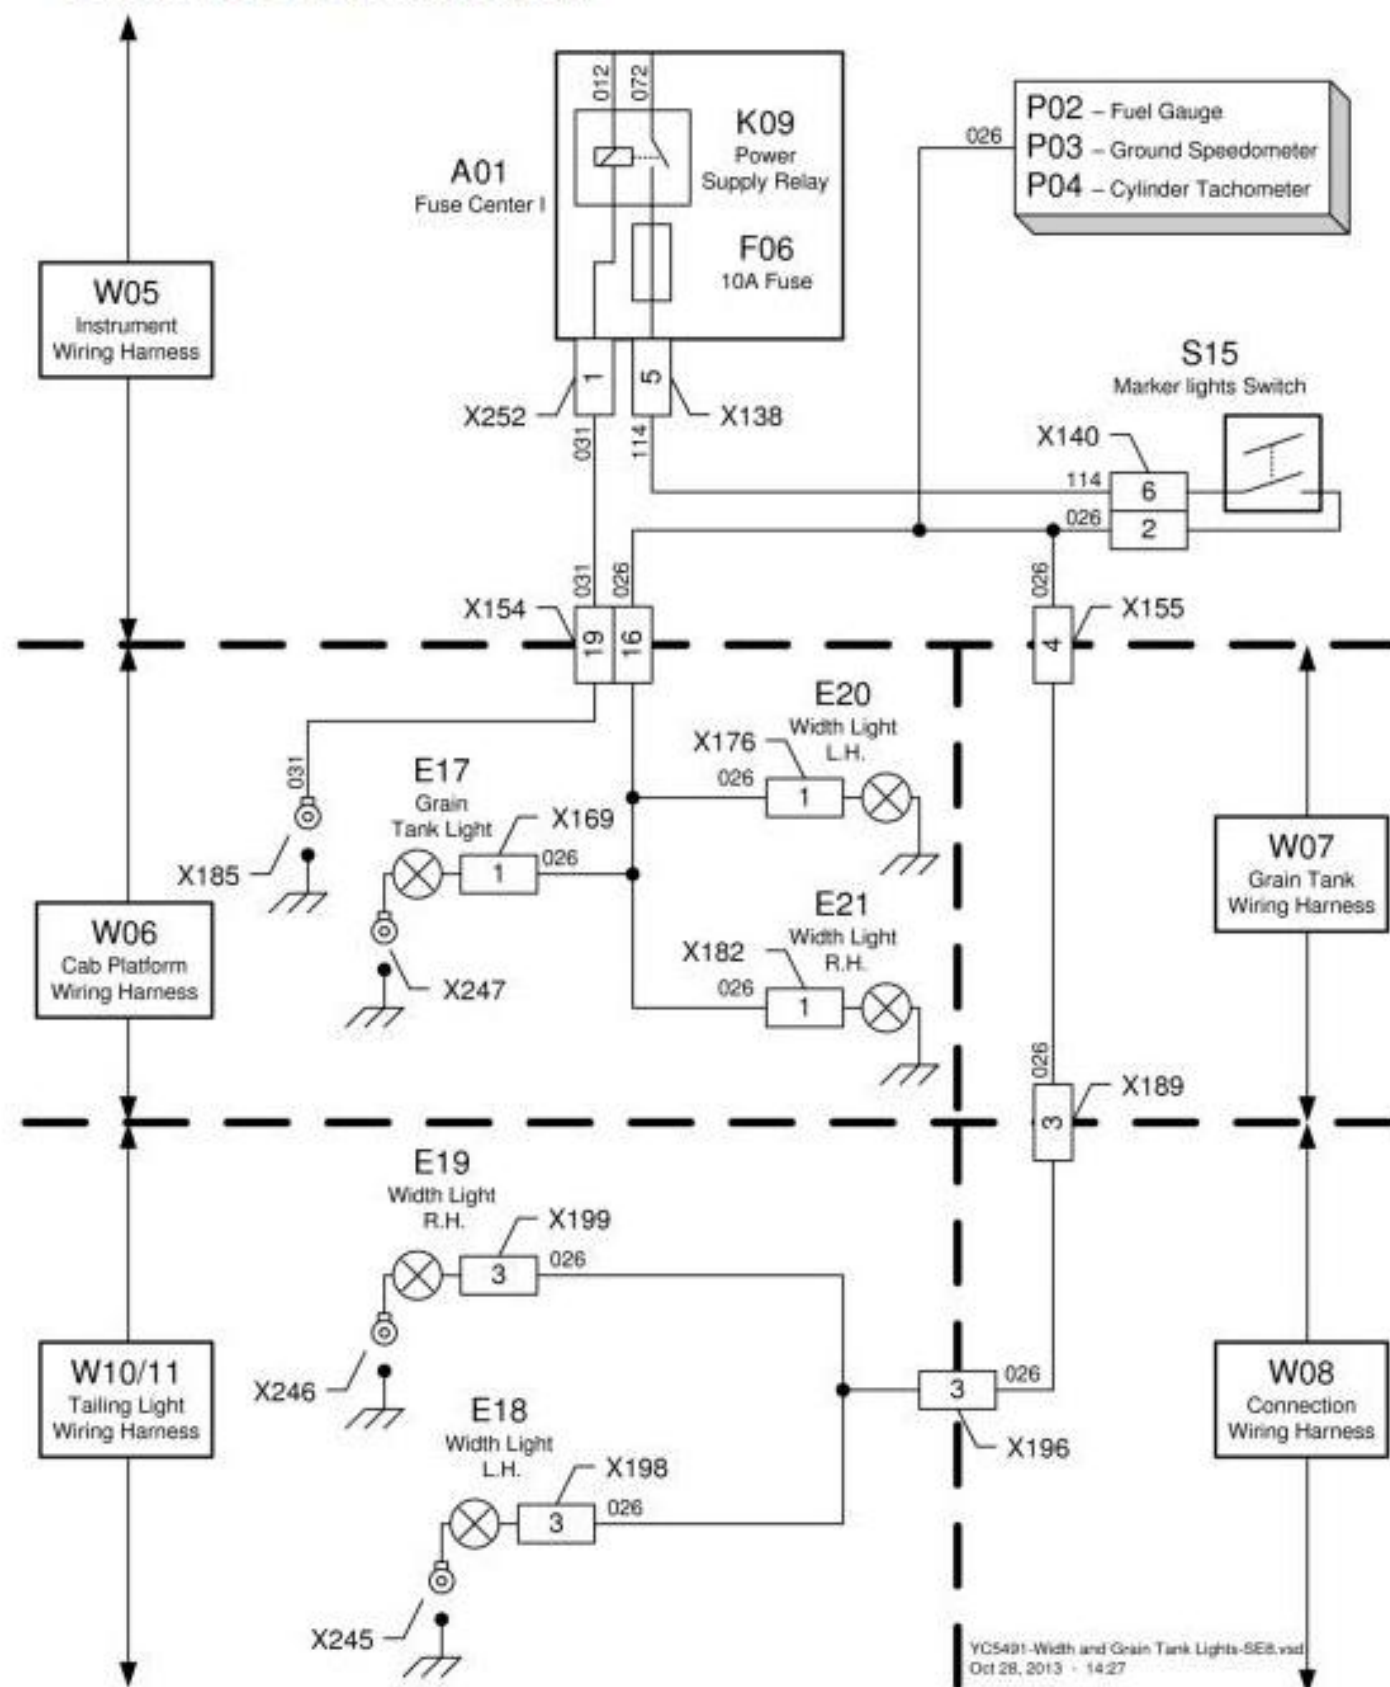 012
072
K09
Power
Supply Relay
A01
Fuse Center I
F06
10A Fuse
026
P02 – Fuel Gauge
P03 – Ground Speedometer
P04 – Cylinder Tachometer
W05
Instrument
Wiring Harness
1
5
X252
X138
031
114
S15
Marker lights Switch
X140
114
6
026
2
031
026
026
X154
19
16
X155
4
E20
Width Light
L.H.
X176
026
1
031
E17
Grain
Tank Light
X169
026
1
X185
X247
E21
Width Light
R.H.
X182
026
1
W06
Cab Platform
Wiring Harness
W07
Grain Tank
Wiring Harness
026
X189
3
E19
Width Light
R.H.
X199
026
3
X246
W10/11
Tailing Light
Wiring Harness
E18
Width Light
L.H.
X198
026
3
X245
3
026
X196
W08
Connection
Wiring Harness
YC5491-Width and Grain Tank Lights-SE8.vsd
Oct 28, 2013 - 14:27